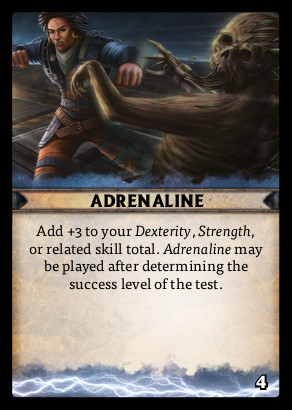 ADRENALINE
Add +3 to your Dexterity, Strength,
or related skill total. Adrenaline may
be played after determining the
success level of the test.
4